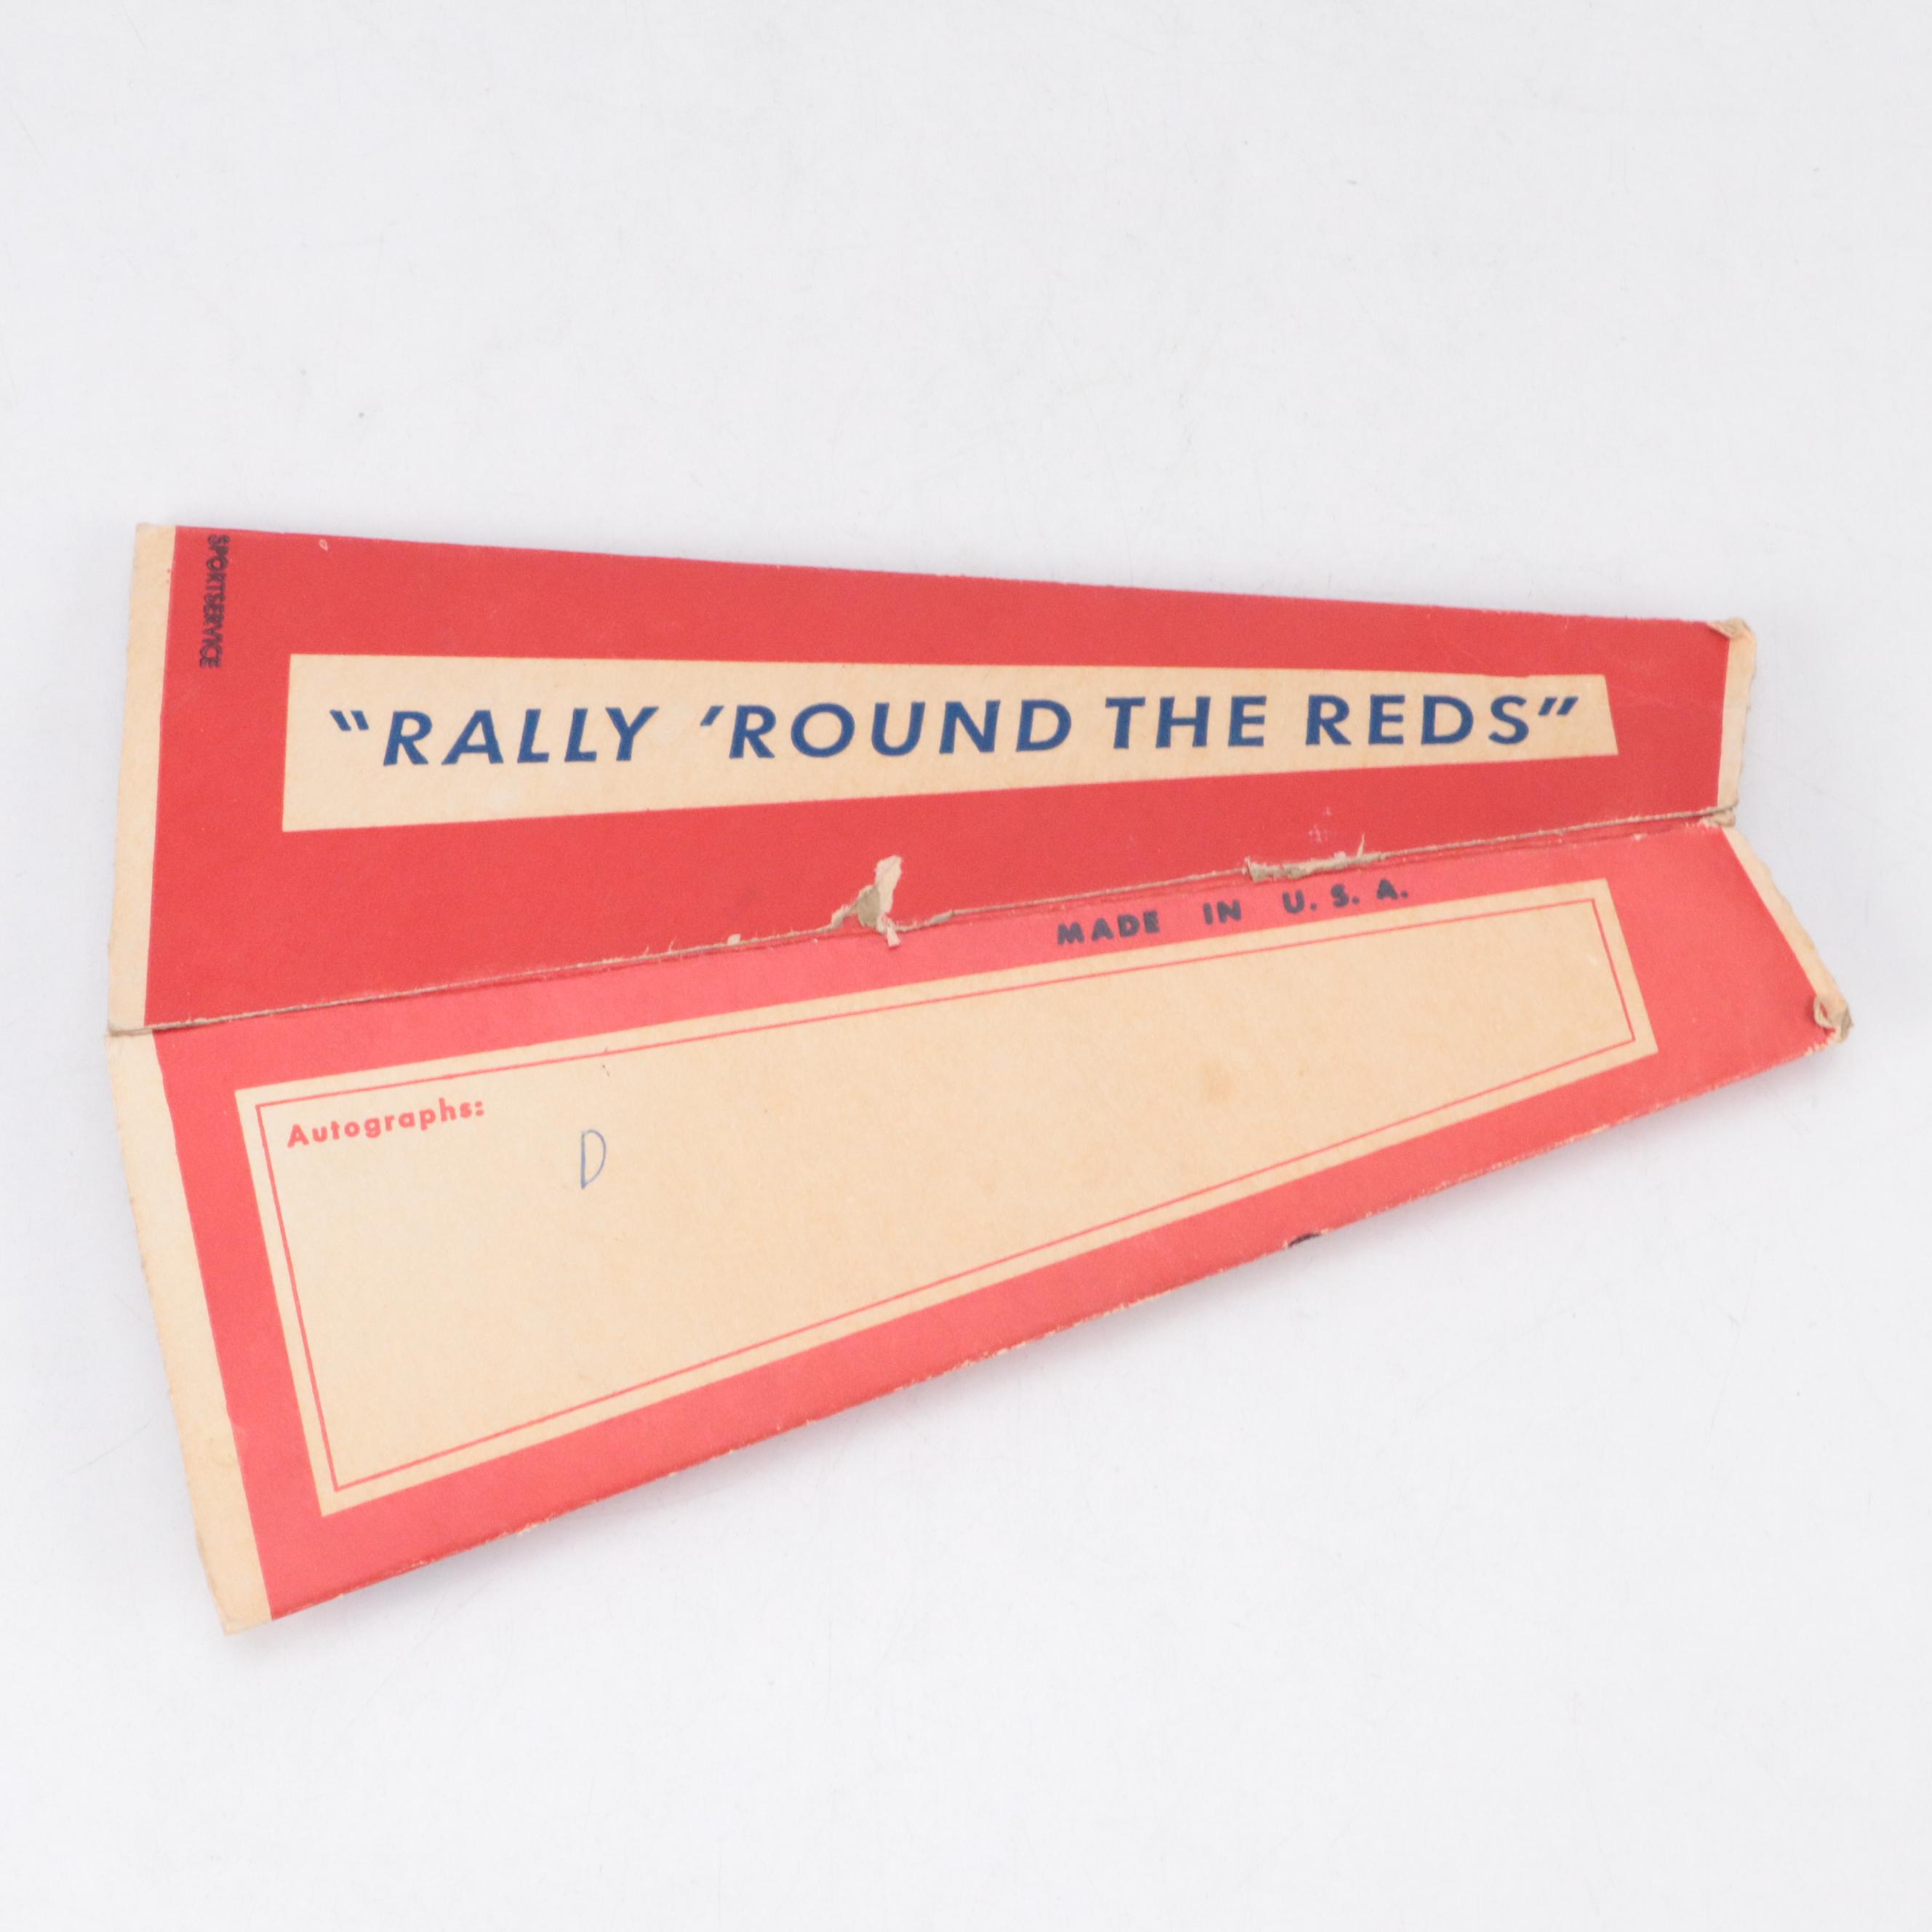 SPORTSERVICE
“RALLY ’ROUND THE REDS”
MADE IN U. S. A.
Autographs:
D